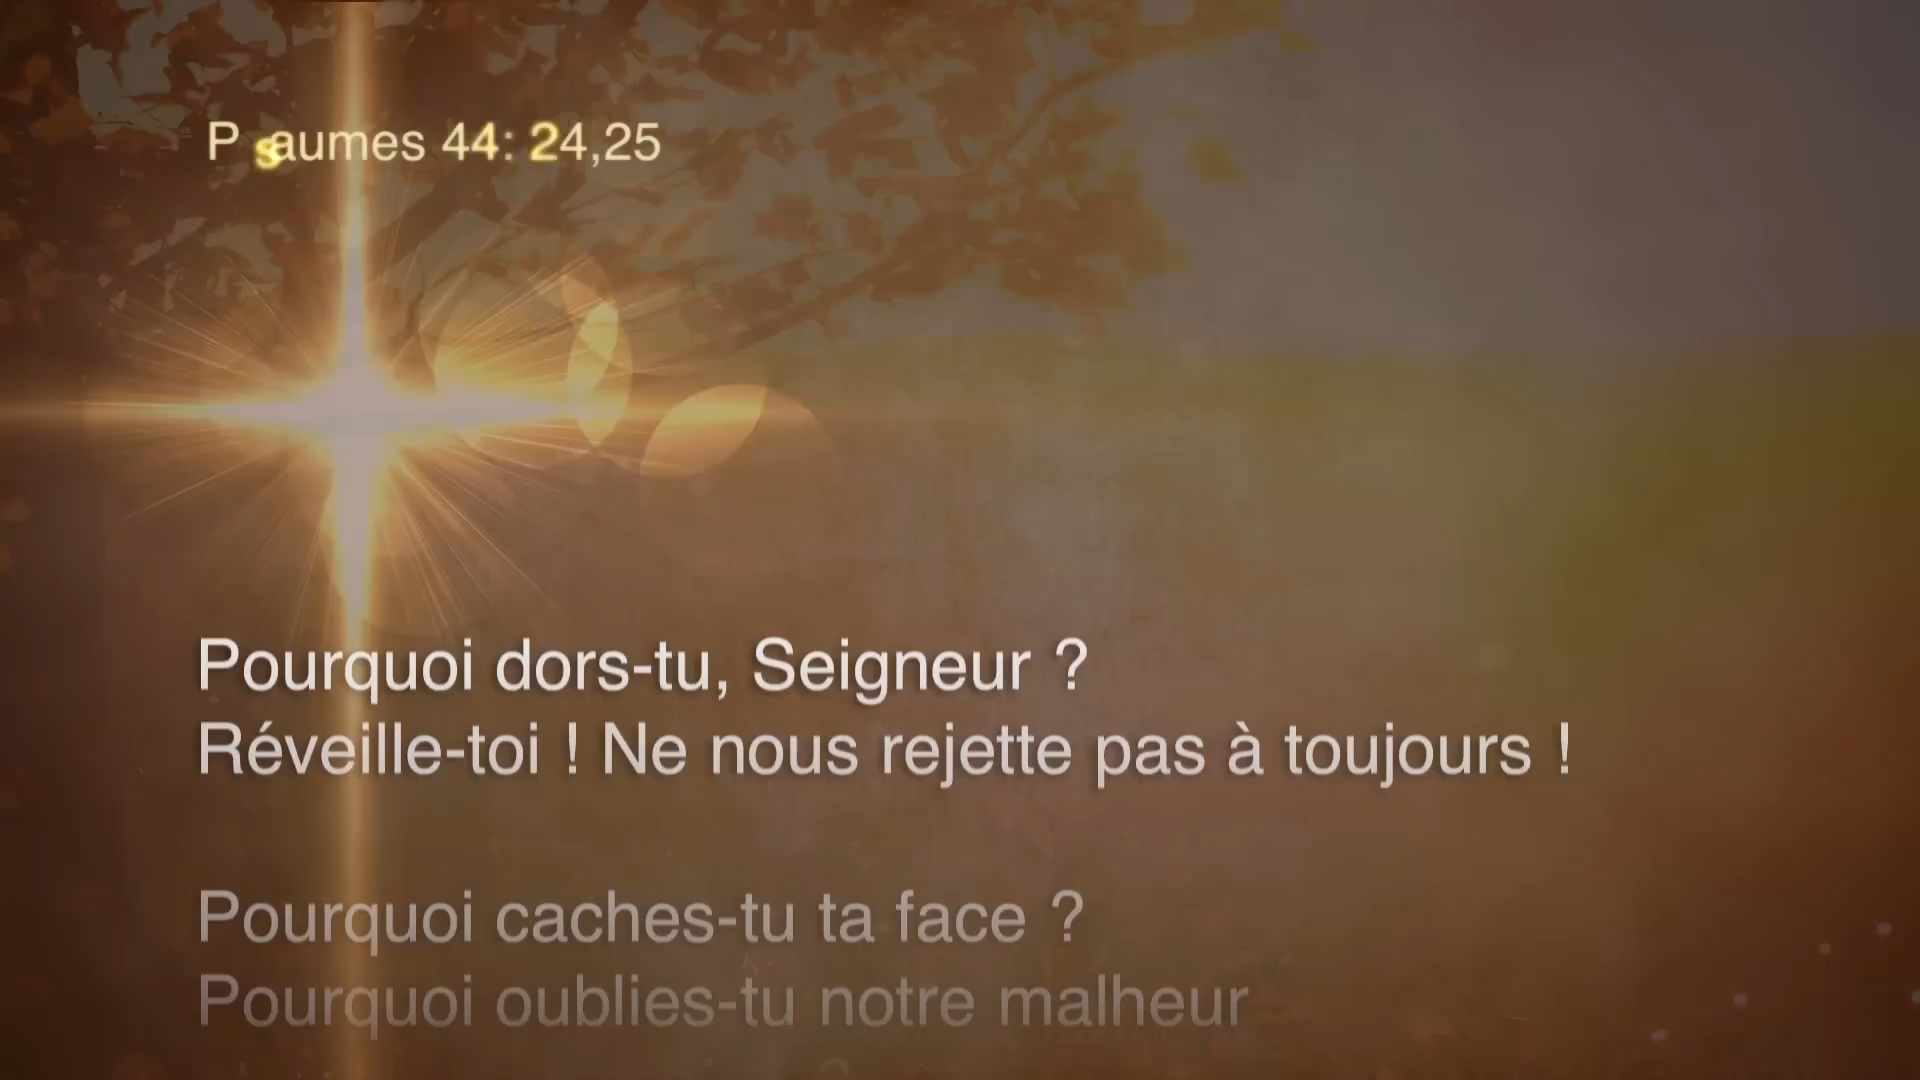 Psaumes 44: 24,25
Pourquoi dors-tu, Seigneur ?
Réveille-toi ! Ne nous rejette pas à toujours !
Pourquoi caches-tu ta face ?
Pourquoi oublies-tu notre malheur